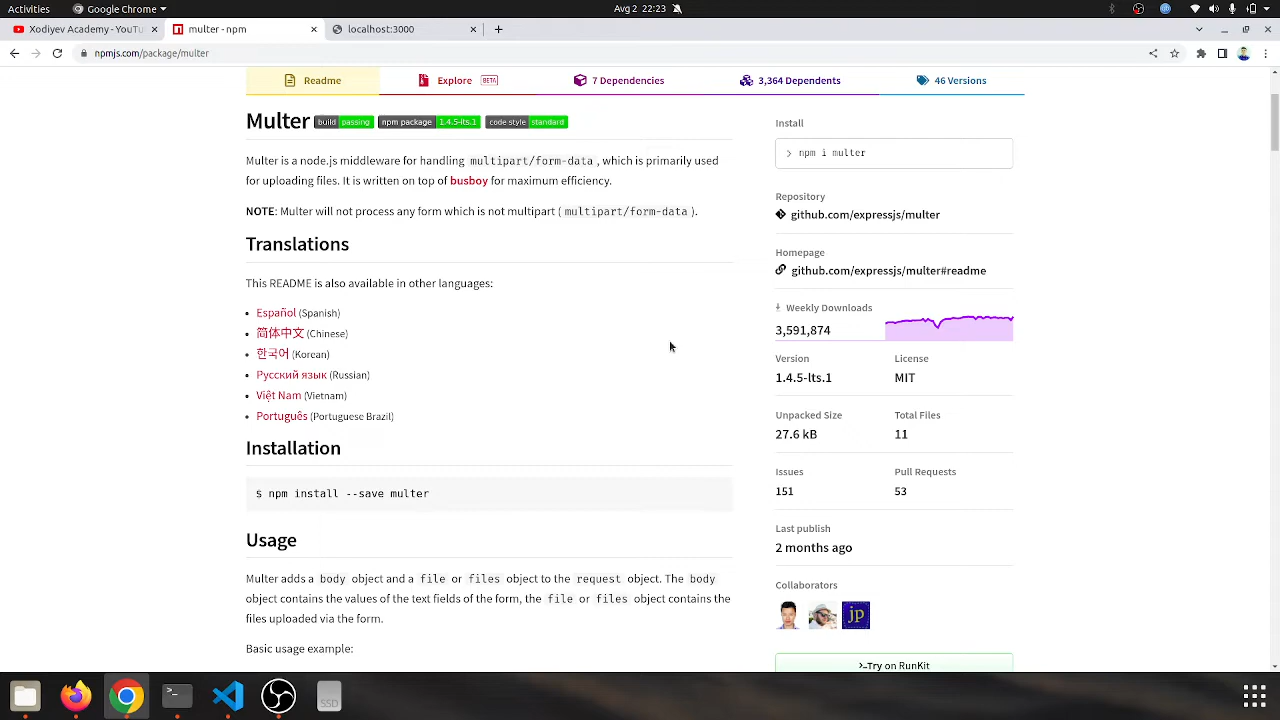 Activities
Google Chrome
Aug 2 22:23
Xodiyev Academy - YouTu
multer - npm
localhost:3000
npmjs.com/package/multer
Readme
Explore BETA
7 Dependencies
3,364 Dependents
46 Versions
Multer build passing npm package 1.4.5-lts.1 code style standard
Multer is a node.js middleware for handling multipart/form-data , which is primarily used
for uploading files. It is written on top of busboy for maximum efficiency.
NOTE: Multer will not process any form which is not multipart ( multipart/form-data ).
Translations
This README is also available in other languages:
Español (Spanish)
简体中文 (Chinese)
한국어 (Korean)
Русский язык (Russian)
Việt Nam (Vietnam)
Português (Portuguese Brazil)
Installation
$ npm install --save multer
Usage
Multer adds a body object and a file or files object to the request object. The body
object contains the values of the text fields of the form, the file or files object contains the
files uploaded via the form.
Basic usage example:
Install
> npm i multer
Repository
github.com/expressjs/multer
Homepage
github.com/expressjs/multer#readme
Weekly Downloads
3,591,874
Version License
1.4.5-lts.1 MIT
Unpacked Size Total Files
27.6 kB 11
Issues Pull Requests
151 53
Last publish
2 months ago
Collaborators
jp
>_Try on RunKit
SSD